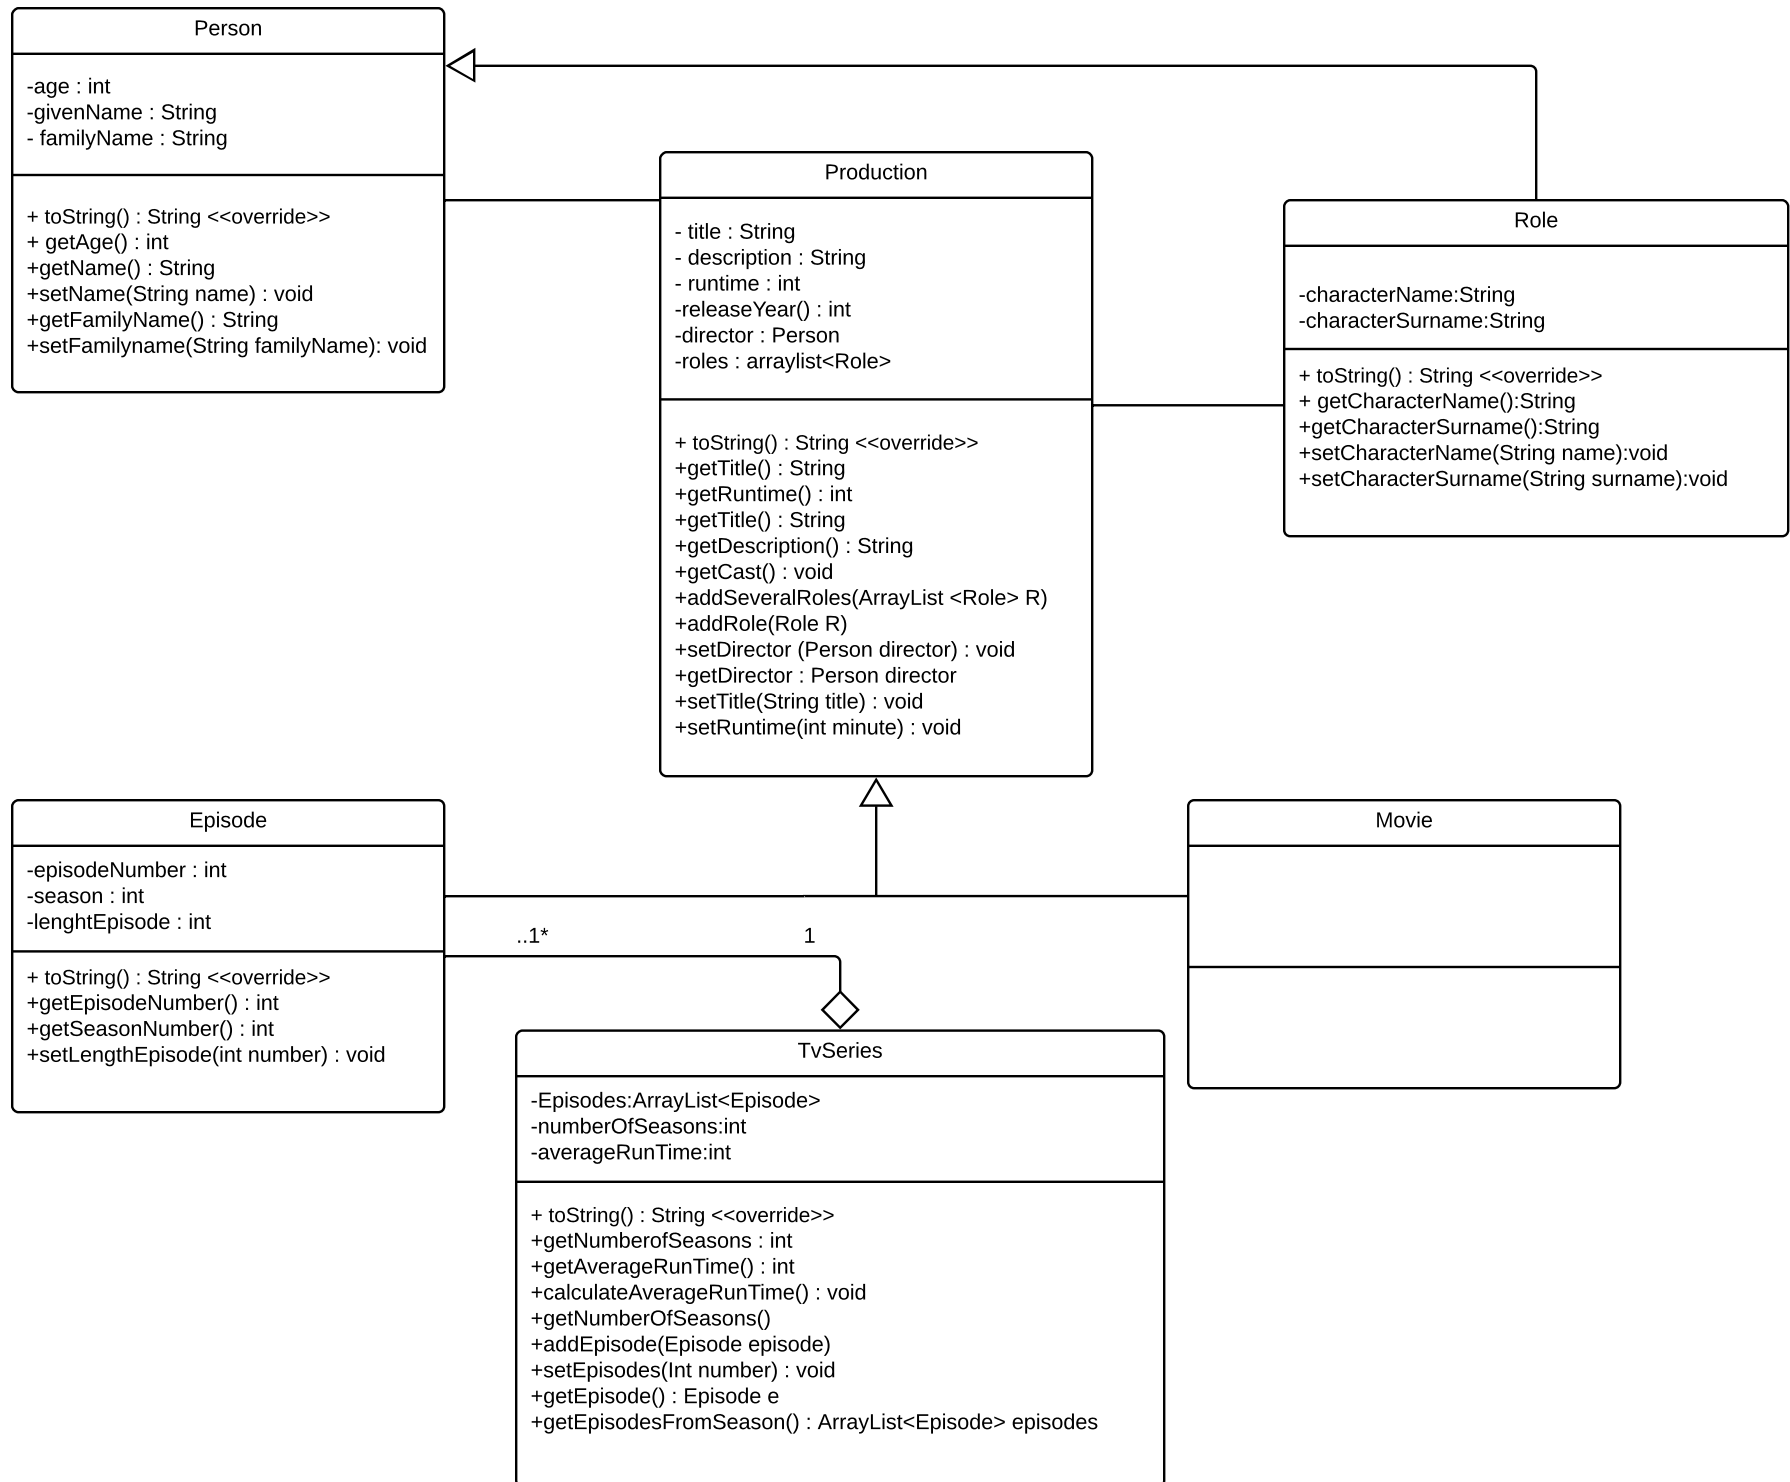 Person
-age : int
-givenName : String
- familyName : String
+ toString() : String <<override>>
+ getAge() : int
+getName() : String
+setName(String name) : void
+getFamilyName() : String
+setFamilyname(String familyName): void
Production
- title : String
- description : String
- runtime : int
-releaseYear() : int
-director : Person
-roles : arraylist<Role>
+ toString() : String <<override>>
+getTitle() : String
+getRuntime() : int
+getTitle() : String
+getDescription() : String
+getCast() : void
+addSeveralRoles(ArrayList <Role> R)
+addRole(Role R)
+setDirector (Person director) : void
+getDirector : Person director
+setTitle(String title) : void
+setRuntime(int minute) : void
Role
-characterName:String
-characterSurname:String
+ toString() : String <<override>>
+ getCharacterName():String
+getCharacterSurname():String
+setCharacterName(String name):void
+setCharacterSurname(String surname):void
Episode
-episodeNumber : int
-season : int
-lenghtEpisode : int
+ toString() : String <<override>>
+getEpisodeNumber() : int
+getSeasonNumber() : int
+setLengthEpisode(int number) : void
..1*
1
Movie
TvSeries
-Episodes:ArrayList<Episode>
-numberOfSeasons:int
-averageRunTime:int
+ toString() : String <<override>>
+getNumberofSeasons : int
+getAverageRunTime() : int
+calculateAverageRunTime() : void
+getNumberOfSeasons()
+addEpisode(Episode episode)
+setEpisodes(Int number) : void
+getEpisode() : Episode e
+getEpisodesFromSeason() : ArrayList<Episode> episodes